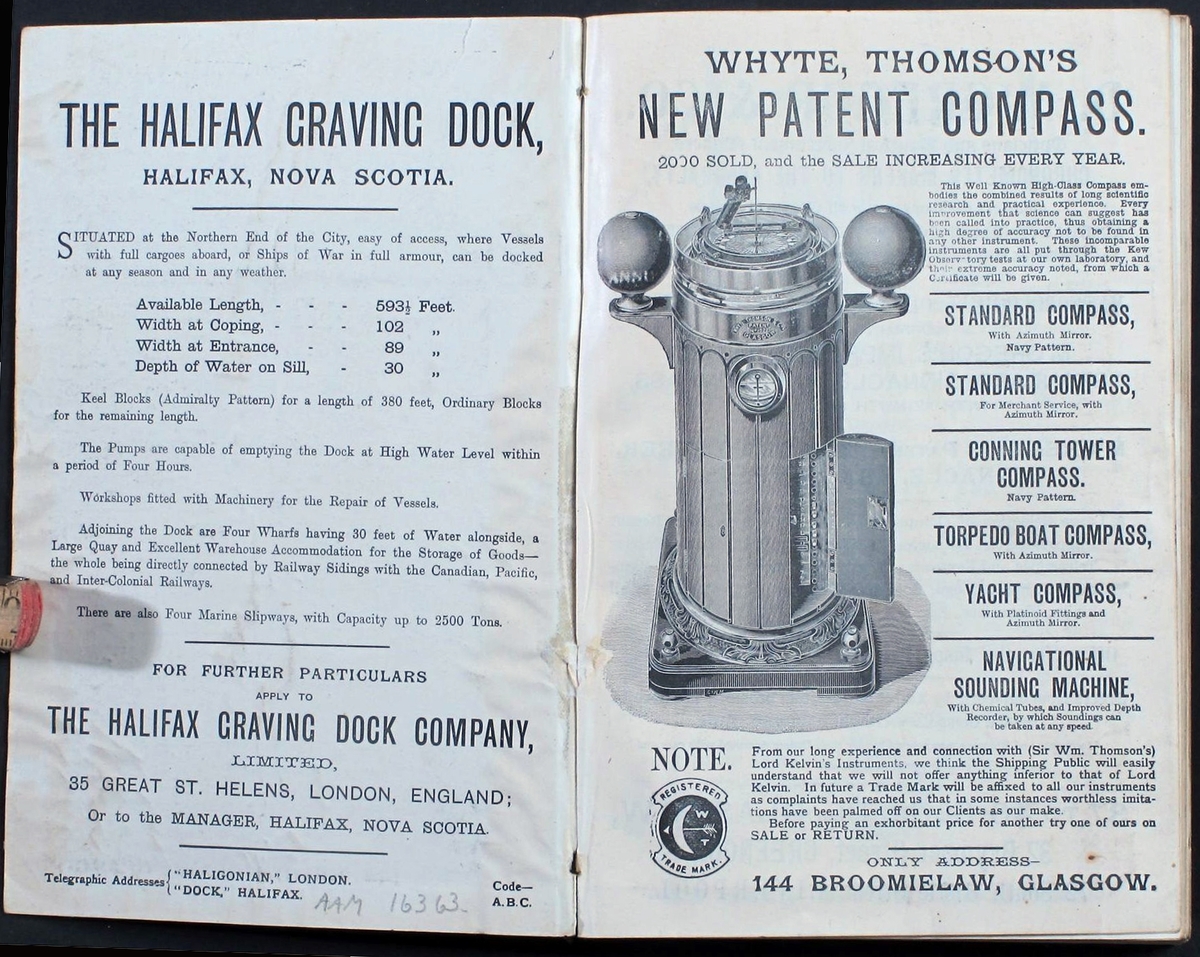 THE HALIFAX GRAVING DOCK,
HALIFAX, NOVA SCOTIA.
SITUATED at the Northern End of the City, easy of access, where Vessels
with full cargoes aboard, or Ships of War in full armour, can be docked
at any season and in any weather.
Available Length, - - - 593½ Feet.
Width at Coping, - - - 102 „
Width at Entrance, - - 89 „
Depth of Water on Sill, - 30 „
Keel Blocks (Admiralty Pattern) for a length of 380 feet, Ordinary Blocks
for the remaining length.
The Pumps are capable of emptying the Dock at High Water Level within
a period of Four Hours.
Workshops fitted with Machinery for the Repair of Vessels.
Adjoining the Dock are Four Wharfs having 30 feet of Water alongside, a
Large Quay and Excellent Warehouse Accommodation for the Storage of Goods—
the whole being directly connected by Railway Sidings with the Canadian, Pacific,
and Inter-Colonial Railways.
There are also Four Marine Slipways, with Capacity up to 2500 Tons.
FOR FURTHER PARTICULARS
APPLY TO
THE HALIFAX GRAVING DOCK COMPANY,
LIMITED,
35 GREAT ST. HELENS, LONDON, ENGLAND;
Or to the MANAGER, HALIFAX, NOVA SCOTIA.
Telegraphic Addresses { "HALIGONIAN," LONDON.
"DOCK," HALIFAX.
Code—
A.B.C.
AAM 16363.
WHYTE, THOMSON'S
NEW PATENT COMPASS.
2000 SOLD, and the SALE INCREASING EVERY YEAR.
This Well Known High-Class Compass em-
bodies the combined results of long scientific
research and practical experience. Every
improvement that science can suggest has
been called into practice, thus obtaining a
high degree of accuracy not to be found in
any other instrument. These incomparable
instruments are all put through the Kew
Observatory tests at our own laboratory, and
their extreme accuracy noted, from which a
Certificate will be given.
STANDARD COMPASS,
With Azimuth Mirror.
Navy Pattern.
STANDARD COMPASS,
For Merchant Service, with
Azimuth Mirror.
CONNING TOWER
COMPASS.
Navy Pattern.
TORPEDO BOAT COMPASS,
With Azimuth Mirror.
YACHT COMPASS,
With Platinoid Fittings and
Azimuth Mirror.
NAVIGATIONAL
SOUNDING MACHINE,
With Chemical Tubes, and Improved Depth
Recorder, by which Soundings can
be taken at any speed.
NOTE.
From our long experience and connection with (Sir Wm. Thomson's)
Lord Kelvin's Instruments, we think the Shipping Public will easily
understand that we will not offer anything inferior to that of Lord
Kelvin. In future a Trade Mark will be affixed to all our instruments
as complaints have reached us that in some instances worthless imita-
tions have been palmed off on our Clients as our make.
Before paying an exhorbitant price for another try one of ours on
SALE or RETURN.
REGISTERED
W
T
TRADE MARK.
ONLY ADDRESS—
144 BROOMIELAW, GLASGOW.